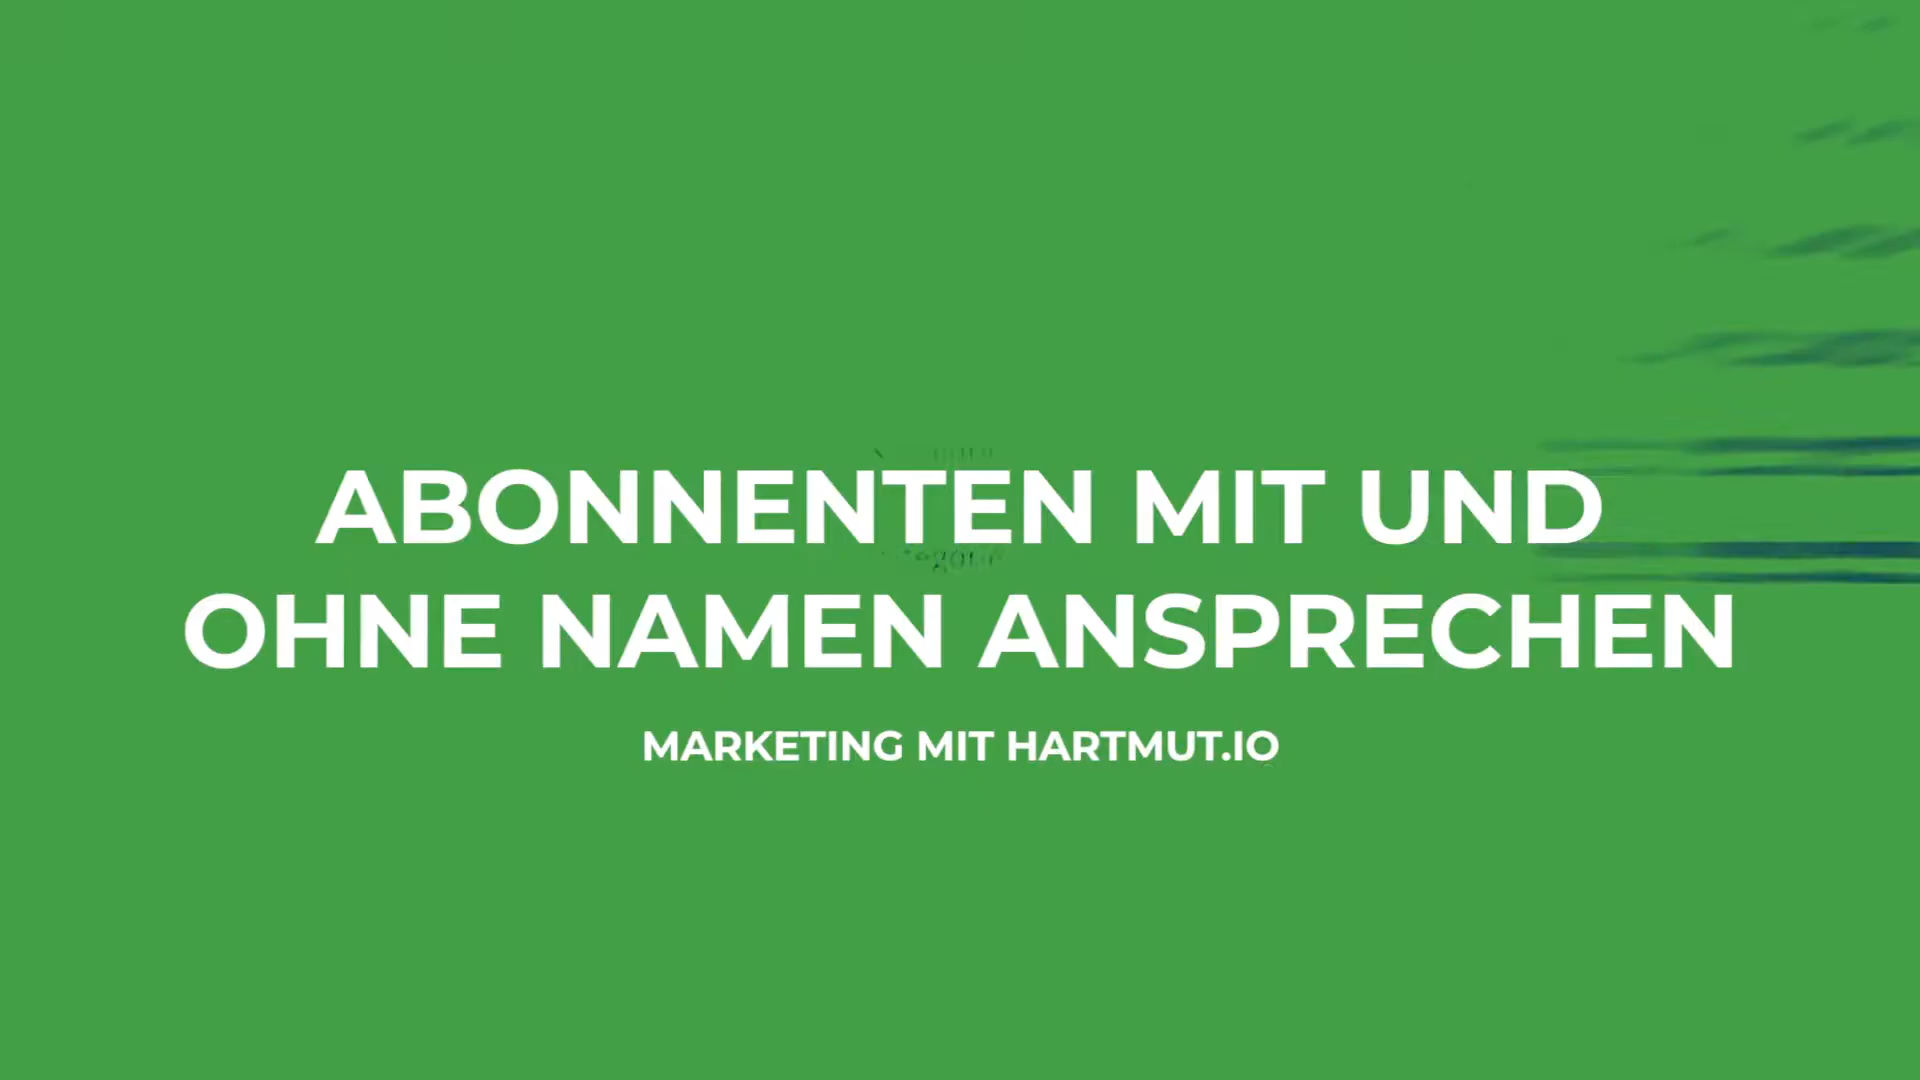 ABONNENTEN MIT UND
OHNE NAMEN ANSPRECHEN
MARKETING MIT HARTMUT.IO